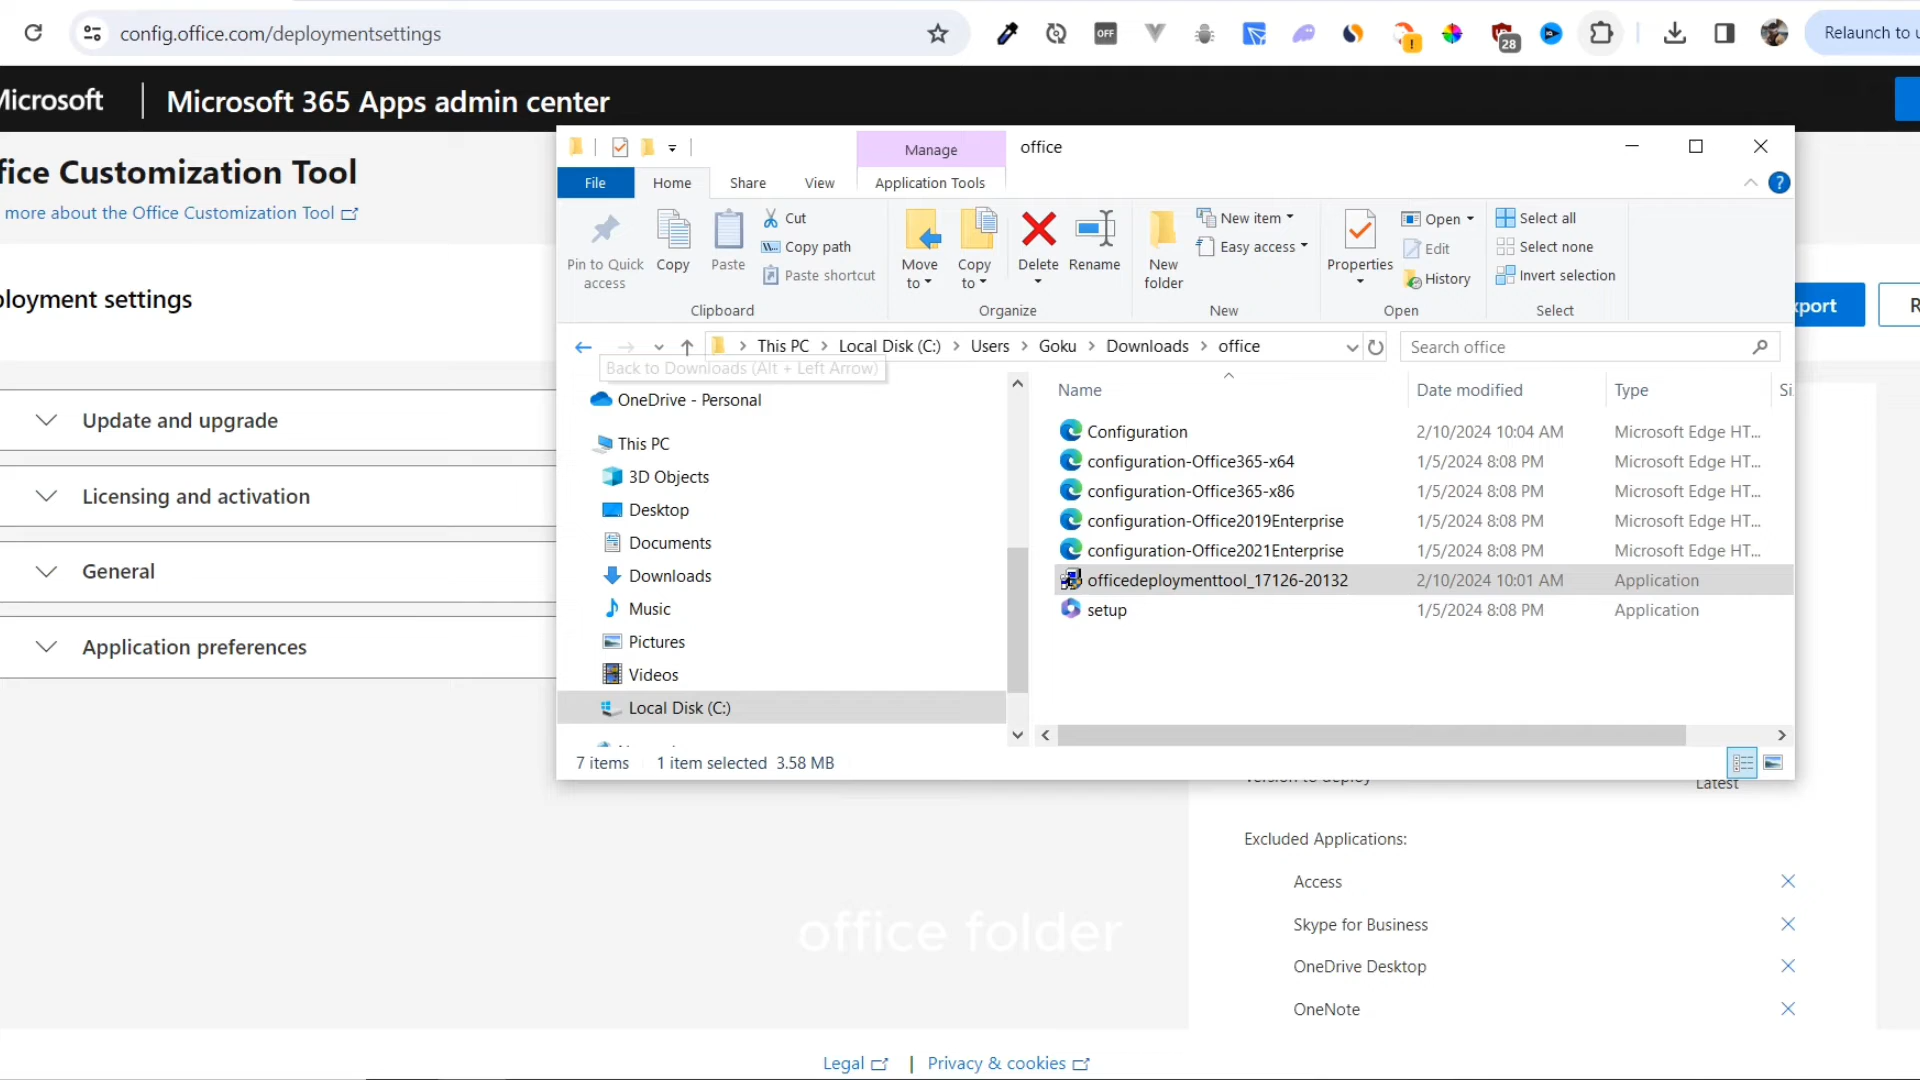 config.office.com/deploymentsettings
OFF
28
Relaunch to u
Microsoft
Microsoft 365 Apps admin center
fice Customization Tool
more about the Office Customization Tool
ployment settings
xport
R
Update and upgrade
Licensing and activation
General
Application preferences
Manage
office
File
Home
Share
View
Application Tools
Pin to Quick access
Copy
Paste
Cut
Copy path
Paste shortcut
Clipboard
Move to
Copy to
Delete
Rename
Organize
New folder
New item
Easy access
New
Properties
Open
Edit
History
Open
Select all
Select none
Invert selection
Select
This PC
Local Disk (C:)
Users
Goku
Downloads
office
Search office
Back to Downloads (Alt + Left Arrow)
OneDrive - Personal
This PC
3D Objects
Desktop
Documents
Downloads
Music
Pictures
Videos
Local Disk (C:)
Name
Date modified
Type
Si
Configuration 2/10/2024 10:04 AM Microsoft Edge HT...
configuration-Office365-x64 1/5/2024 8:08 PM Microsoft Edge HT...
configuration-Office365-x86 1/5/2024 8:08 PM Microsoft Edge HT...
configuration-Office2019Enterprise 1/5/2024 8:08 PM Microsoft Edge HT...
configuration-Office2021Enterprise 1/5/2024 8:08 PM Microsoft Edge HT...
officedeploymenttool_17126-20132 2/10/2024 10:01 AM Application
setup 1/5/2024 8:08 PM Application
7 items 1 item selected 3.58 MB
Latest
Excluded Applications:
Access
Skype for Business
OneDrive Desktop
OneNote
office folder
Legal | Privacy & cookies